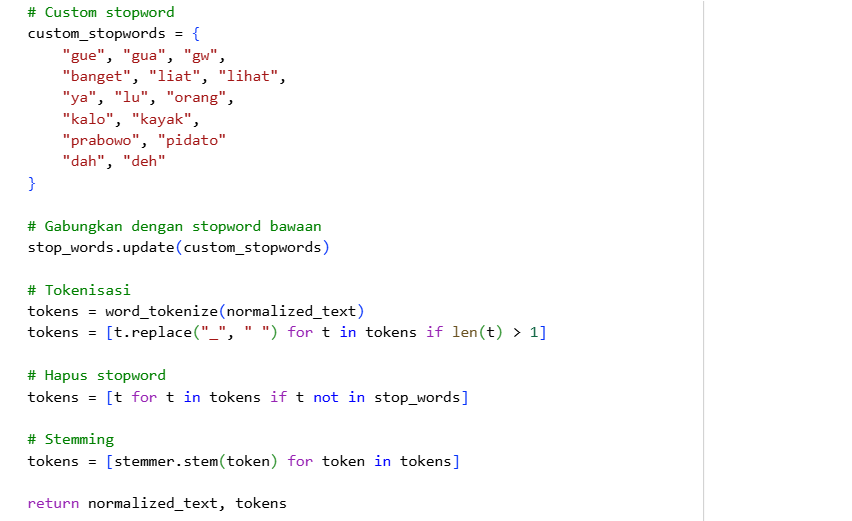 # Custom stopword
custom_stopwords = {
"gue", "gua", "gw",
"banget", "liat", "lihat",
"ya", "lu", "orang",
"kalo", "kayak",
"prabowo", "pidato"
"dah", "deh"
}
# Gabungkan dengan stopword bawaan
stop_words.update(custom_stopwords)
# Tokenisasi
tokens = word_tokenize(normalized_text)
tokens = [t.replace("_", " ") for t in tokens if len(t) > 1]
# Hapus stopword
tokens = [t for t in tokens if t not in stop_words]
# Stemming
tokens = [stemmer.stem(token) for token in tokens]
return normalized_text, tokens